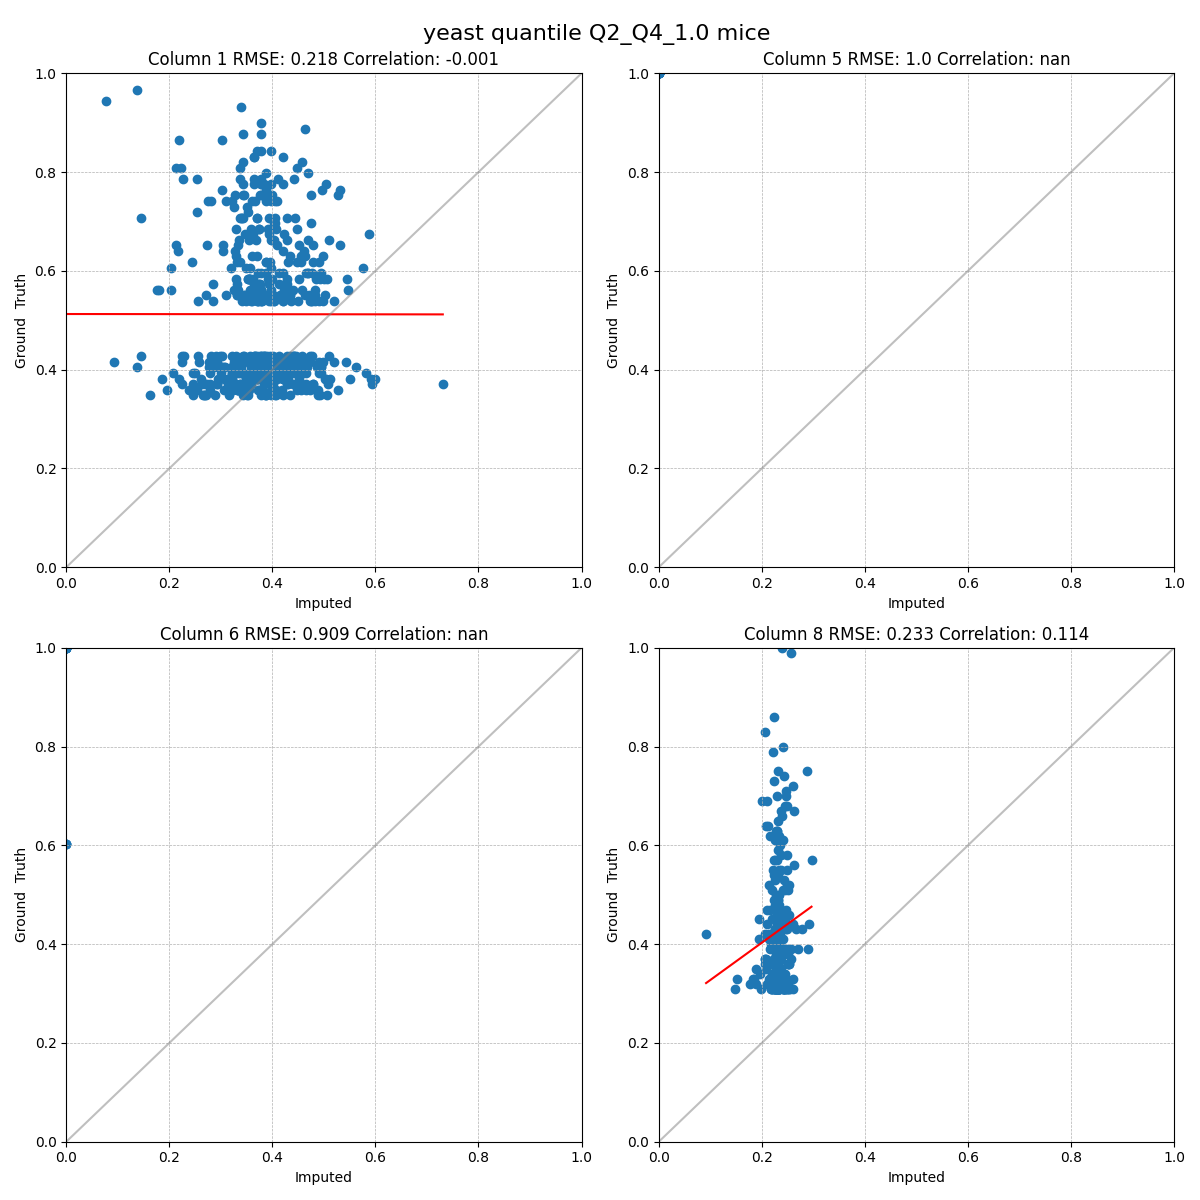 yeast quantile Q2_Q4_1.0 mice
Column 1 RMSE: 0.218 Correlation: -0.001
1.0
0.8
0.6
0.4
0.2
0.0
Ground Truth
0.0 0.2 0.4 0.6 0.8 1.0
Imputed
Column 5 RMSE: 1.0 Correlation: nan
1.0
0.8
0.6
0.4
0.2
0.0
Ground Truth
0.0 0.2 0.4 0.6 0.8 1.0
Imputed
Column 6 RMSE: 0.909 Correlation: nan
1.0
0.8
0.6
0.4
0.2
0.0
Ground Truth
0.0 0.2 0.4 0.6 0.8 1.0
Imputed
Column 8 RMSE: 0.233 Correlation: 0.114
1.0
0.8
0.6
0.4
0.2
0.0
Ground Truth
0.0 0.2 0.4 0.6 0.8 1.0
Imputed